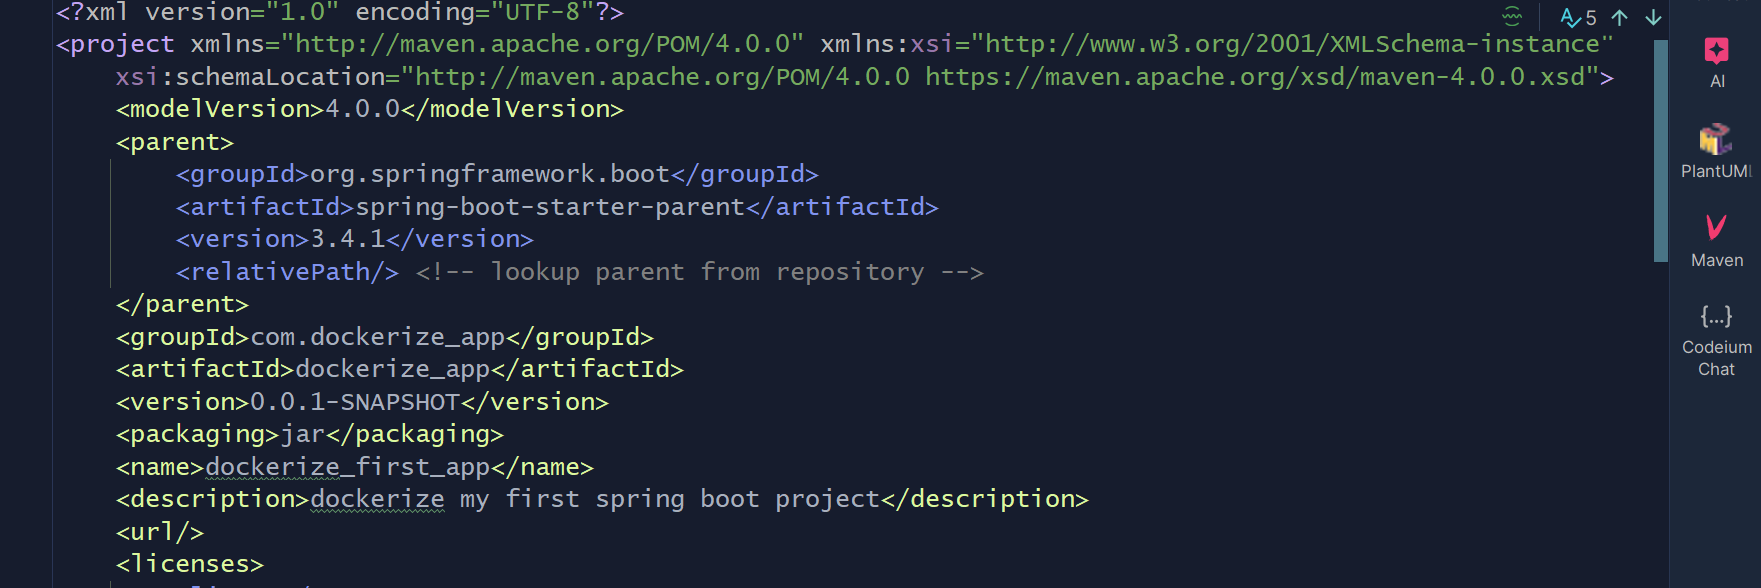 <?xml version="1.0" encoding="UTF-8"?>
5
<project xmlns="http://maven.apache.org/POM/4.0.0" xmlns:xsi="http://www.w3.org/2001/XMLSchema-instance"
xsi:schemaLocation="http://maven.apache.org/POM/4.0.0 https://maven.apache.org/xsd/maven-4.0.0.xsd">
<modelVersion>4.0.0</modelVersion>
<parent>
<groupId>org.springframework.boot</groupId>
<artifactId>spring-boot-starter-parent</artifactId>
<version>3.4.1</version>
<relativePath/> <!-- lookup parent from repository -->
</parent>
<groupId>com.dockerize_app</groupId>
<artifactId>dockerize_app</artifactId>
<version>0.0.1-SNAPSHOT</version>
<packaging>jar</packaging>
<name>dockerize_first_app</name>
<description>dockerize my first spring boot project</description>
<url/>
<licenses>
AI
PlantUML
Maven
{...}
Codeium
Chat